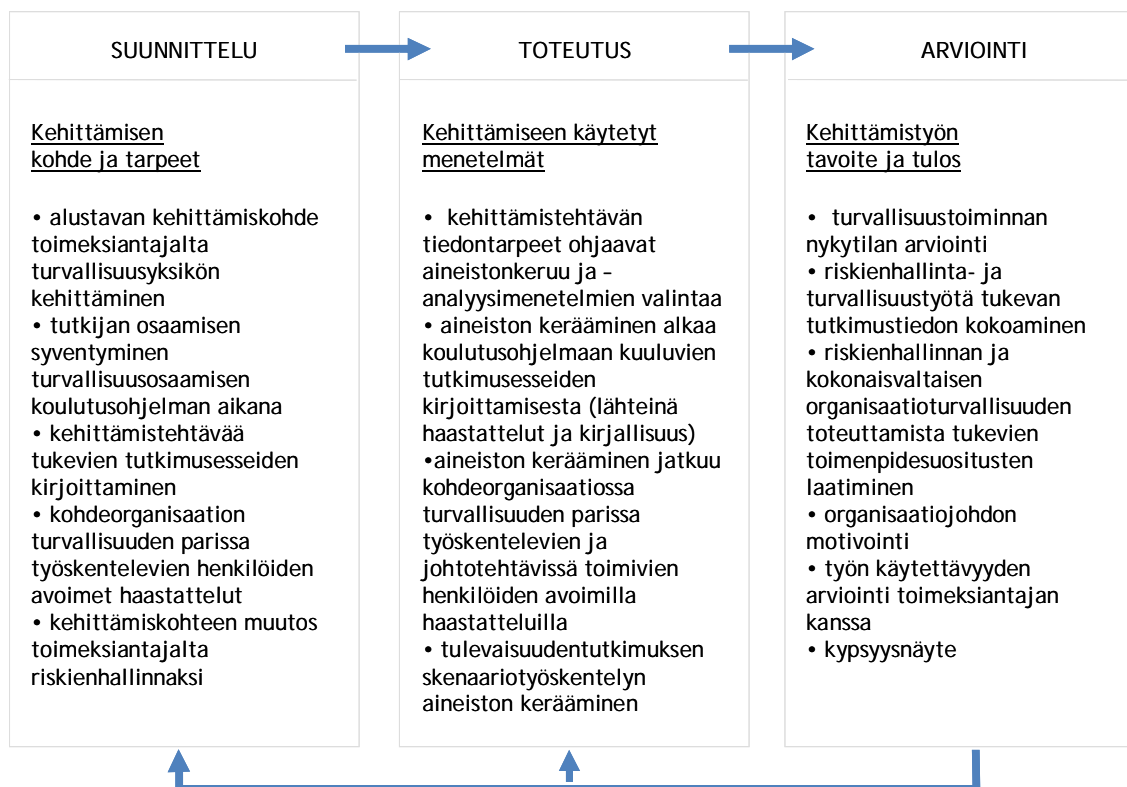 SUUNNITTELU
Kehittämisen
kohde ja tarpeet
• alustavan kehittämiskohde
toimeksiantajalta
turvallisuusyksikön
kehittäminen
• tutkijan osaamisen
syventyminen
turvallisuusosaamisen
koulutusohjelman aikana
• kehittämistehtävää
tukevien tutkimusesseiden
kirjoittaminen
• kohdeorganisaation
turvallisuuden parissa
työskentelevien henkilöiden
avoimet haastattelut
• kehittämiskohteen muutos
toimeksiantajalta
riskienhallinnaksi
TOTEUTUS
Kehittämiseen käytetyt
menetelmät
• kehittämistehtävän
tiedontarpeet ohjaavat
aineistonkeruu ja –
analyysimenetelmien valintaa
• aineiston kerääminen alkaa
koulutusohjelmaan kuuluvien
tutkimusesseiden
kirjoittamisesta (lähteinä
haastattelut ja kirjallisuus)
•aineiston kerääminen jatkuu
kohdeorganisaatiossa
turvallisuuden parissa
työskentelevien ja
johtotehtävissä toimivien
henkilöiden avoimilla
haastatteluilla
• tulevaisuudentutkimuksen
skenaariotyöskentelyn
aineiston kerääminen
ARVIOINTI
Kehittämistyön
tavoite ja tulos
• turvallisuustoiminnan
nykytilan arviointi
• riskienhallinta- ja
turvallisuustyötä tukevan
tutkimustiedon kokoaminen
• riskienhallinnan ja
kokonaisvaltaisen
organisaatioturvallisuuden
toteuttamista tukevien
toimenpidesuositusten
laatiminen
• organisaatiojohdon
motivointi
• työn käytettävyyden
arviointi toimeksiantajan
kanssa
• kypsyysnäyte